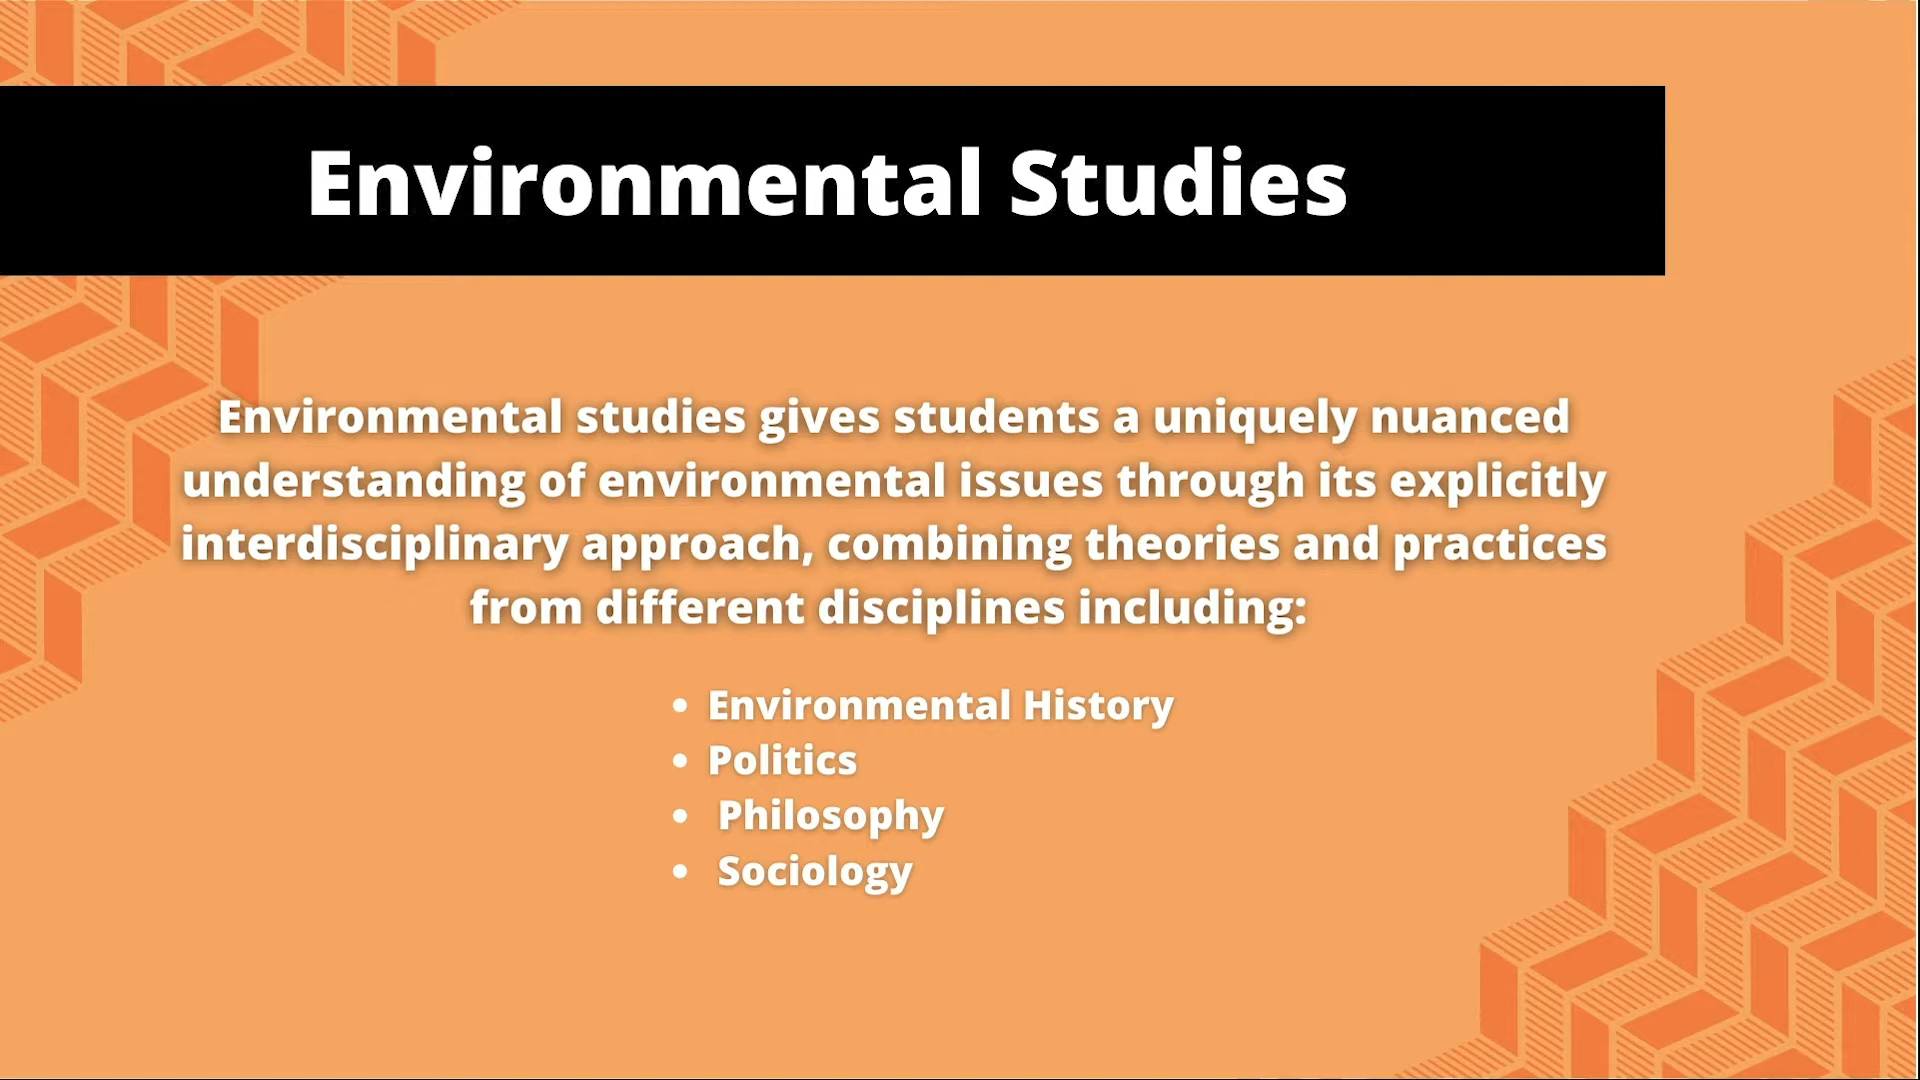 Environmental Studies
Environmental studies gives students a uniquely nuanced
understanding of environmental issues through its explicitly
interdisciplinary approach, combining theories and practices
from different disciplines including:
• Environmental History
• Politics
• Philosophy
• Sociology